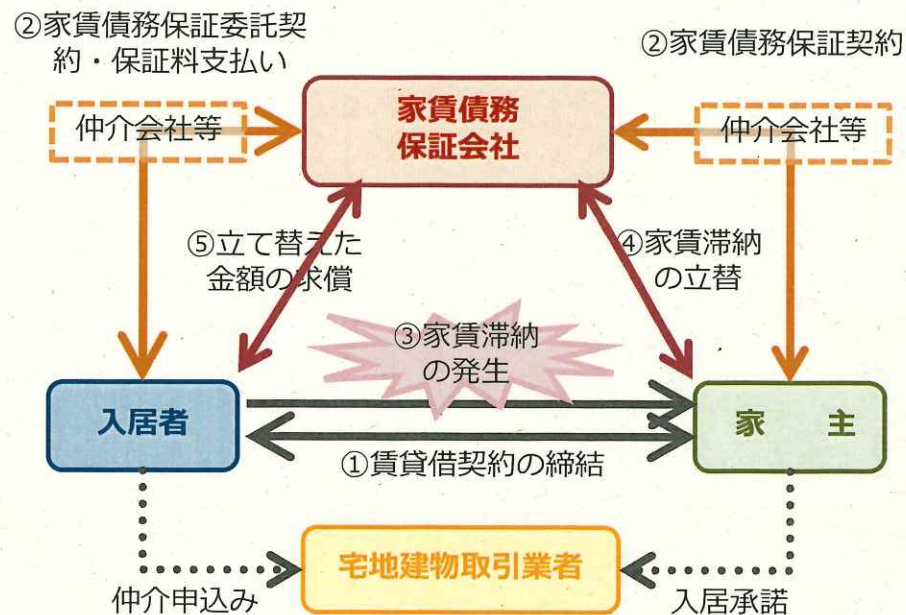 ②家賃債務保証委託契
約・保証料支払い
②家賃債務保証契約
家賃債務
保証会社
仲介会社等
仲介会社等
⑤立て替えた
金額の求償
④家賃滞納
の立替
③家賃滞納
の発生
入居者
家　主
①賃貸借契約の締結
宅地建物取引業者
仲介申込み
入居承諾